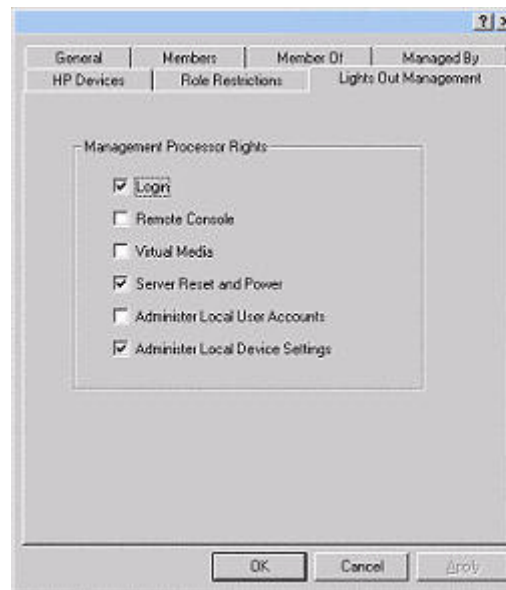 General Members Member Of Managed By
HP Devices Role Restrictions Lights Out Management
Management Processor Rights
Login
Remote Console
Virtual Media
Server Reset and Power
Administer Local User Accounts
Administer Local Device Settings
OK Cancel Apply